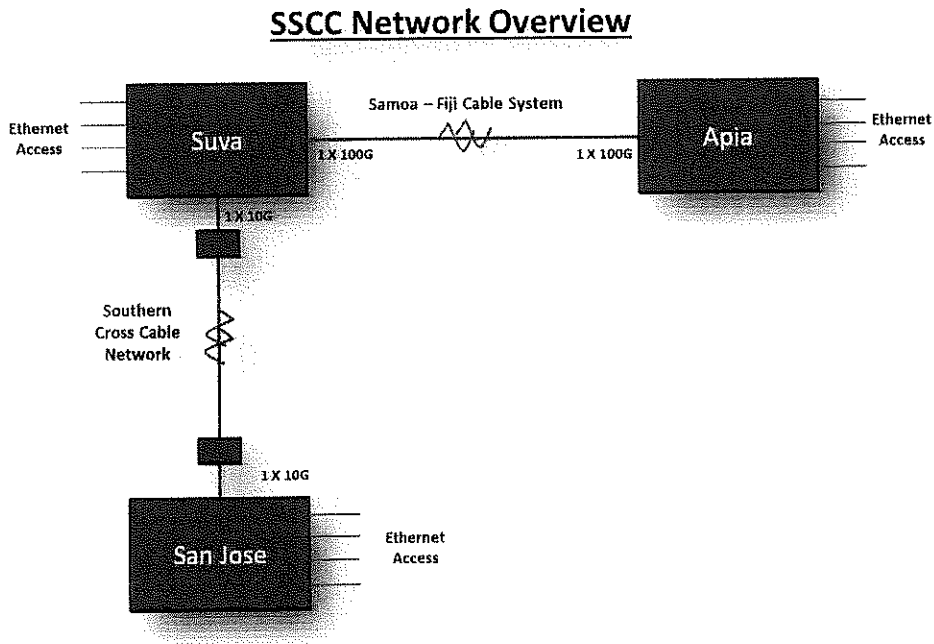 SSCC Network Overview
Samoa – Fiji Cable System
Ethernet
Access
Suva
Apia
Ethernet
Access
1 X 100G
1 X 100G
1 X 10G
Southern
Cross Cable
Network
1 X 10G
San Jose
Ethernet
Access